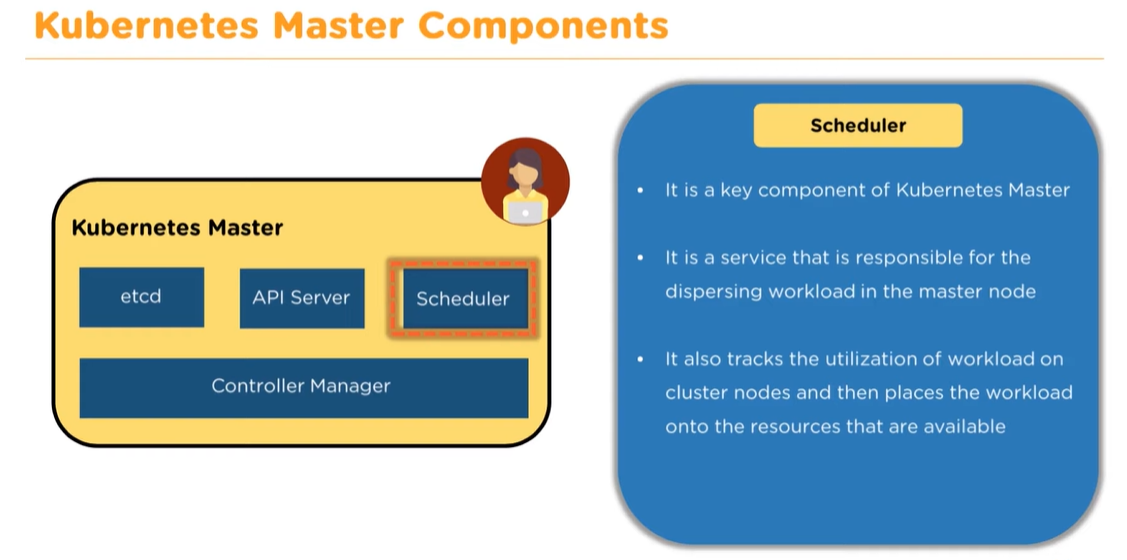 Kubernetes Master Components
Kubernetes Master
etcd
API Server
Scheduler
Controller Manager
Scheduler
• It is a key component of Kubernetes Master
• It is a service that is responsible for the
dispersing workload in the master node
• It also tracks the utilization of workload on
cluster nodes and then places the workload
onto the resources that are available